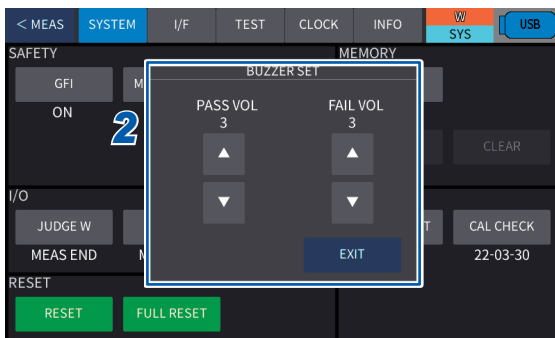 < MEAS SYSTEM I/F TEST CLOCK INFO W SYS USB
SAFETY MEMORY
BUZZER SET
GFI M
ON
2
PASS VOL FAIL VOL
3 3
CLEAR
I/O
JUDGE W T CAL CHECK
MEAS END M 22-03-30
EXIT
RESET
RESET FULL RESET